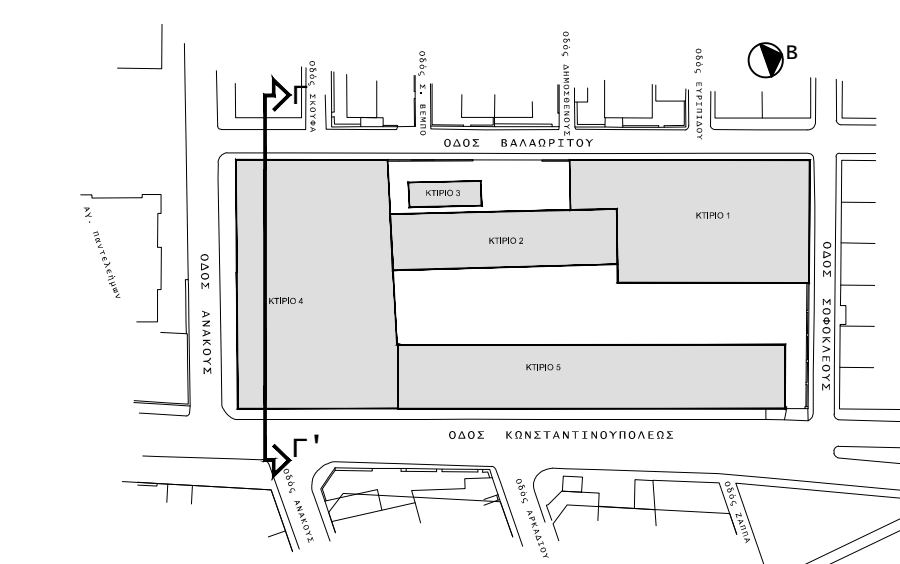 Β
Γ
οδός ΣΚΟΥΦΑ
οδός Σ. ΒΕΜΠΟ
οδός ΔΗΜΟΣΘΕΝΟΥΣ
οδός ΕΥΡΙΠΙΔΟΥ
ΟΔΟΣ ΒΑΛΑΩΡΙΤΟΥ
ΚΤΙΡΙΟ 3
ΚΤΙΡΙΟ 1
ΚΤΙΡΙΟ 2
Αγ. Παντελεήμων
ΟΔΟΣ ΑΝΑΚΟΥΣ
ΚΤΙΡΙΟ 4
ΟΔΟΣ ΣΟΦΟΚΛΕΟΥΣ
ΚΤΙΡΙΟ 5
ΟΔΟΣ ΚΩΝΣΤΑΝΤΙΝΟΥΠΟΛΕΩΣ
Γ'
οδός ΑΝΑΚΟΥΣ
οδός ΑΡΚΑΔΙΟΥ
οδός ΖΑΠΠΑ